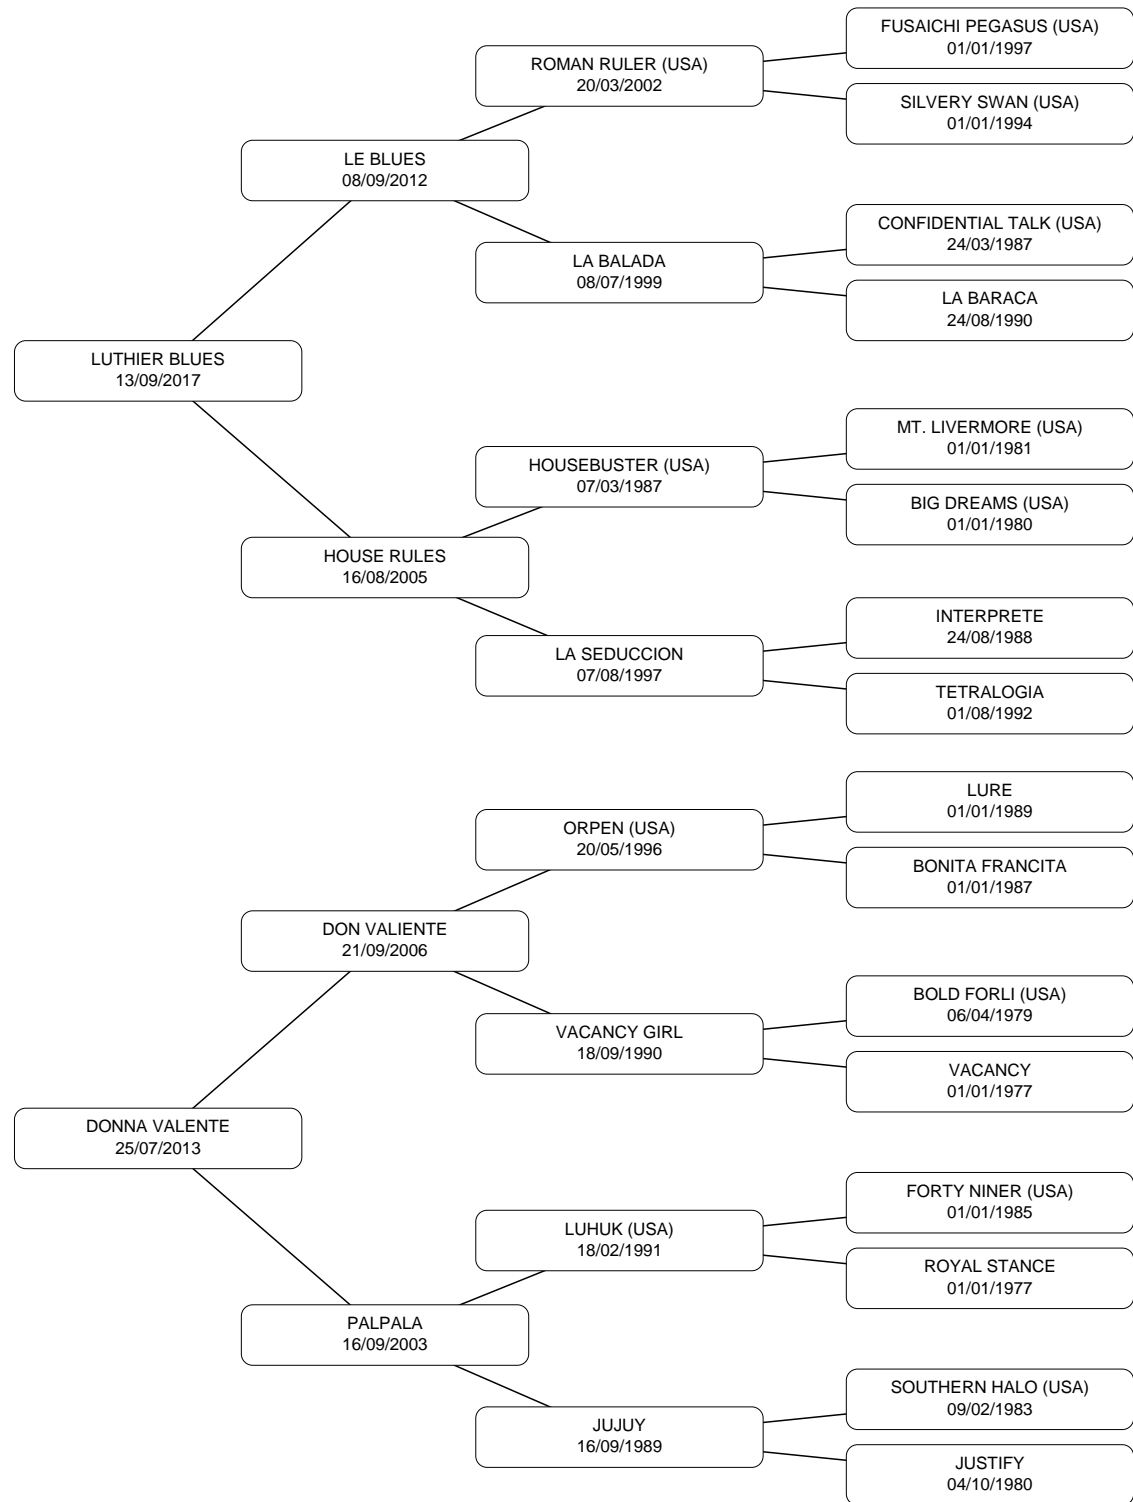 FUSAICHI PEGASUS (USA)
01/01/1997
ROMAN RULER (USA)
20/03/2002
SILVERY SWAN (USA)
01/01/1994
LE BLUES
08/09/2012
CONFIDENTIAL TALK (USA)
24/03/1987
LA BALADA
08/07/1999
LA BARACA
24/08/1990
LUTHIER BLUES
13/09/2017
MT. LIVERMORE (USA)
01/01/1981
HOUSEBUSTER (USA)
07/03/1987
BIG DREAMS (USA)
01/01/1980
HOUSE RULES
16/08/2005
INTERPRETE
24/08/1988
LA SEDUCCION
07/08/1997
TETRALOGIA
01/08/1992
LURE
01/01/1989
ORPEN (USA)
20/05/1996
BONITA FRANCITA
01/01/1987
DON VALIENTE
21/09/2006
BOLD FORLI (USA)
06/04/1979
VACANCY GIRL
18/09/1990
VACANCY
01/01/1977
DONNA VALENTE
25/07/2013
FORTY NINER (USA)
01/01/1985
LUHUK (USA)
18/02/1991
ROYAL STANCE
01/01/1977
PALPALA
16/09/2003
SOUTHERN HALO (USA)
09/02/1983
JUJUY
16/09/1989
JUSTIFY
04/10/1980